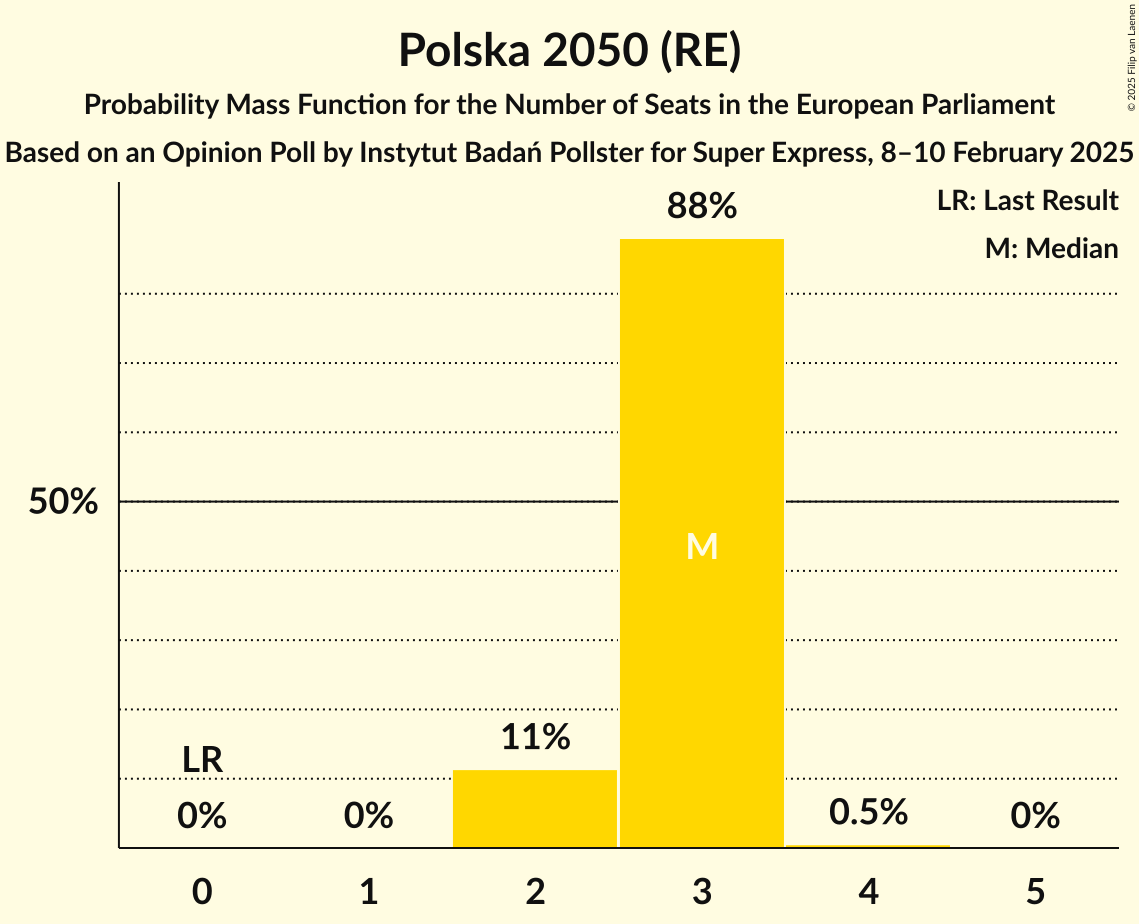 Polska 2050 (RE)
Probability Mass Function for the Number of Seats in the European Parliament
Based on an Opinion Poll by Instytut Badań Pollster for Super Express, 8–10 February 2025
© 2025 Filip van Laenen
LR: Last Result
M: Median
88%
50%
M
11%
LR
0%
0%
0.5%
0%
0 1 2 3 4 5